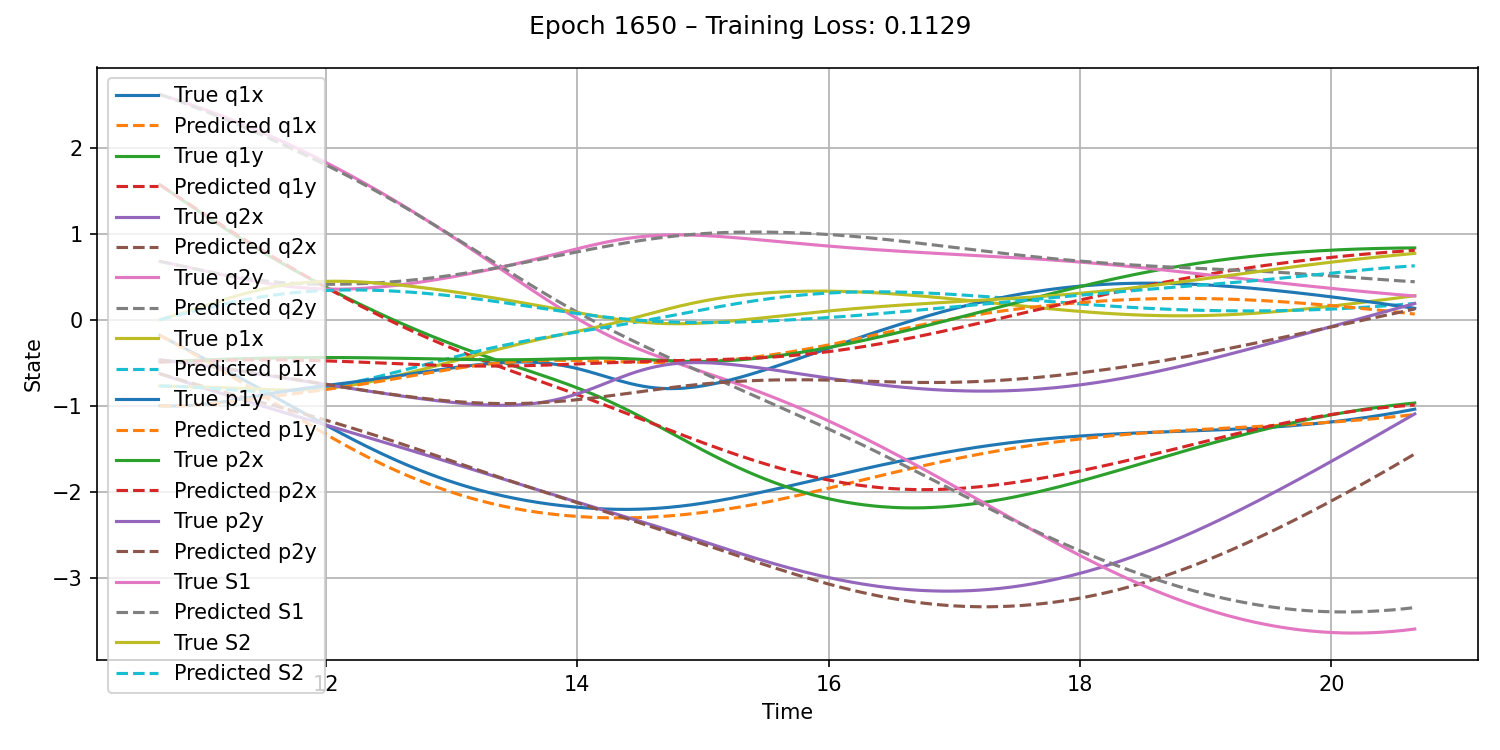 Epoch 1650 – Training Loss: 0.1129
True q1x
Predicted q1x
True q1y
Predicted q1y
True q2x
Predicted q2x
True q2y
Predicted q2y
True p1x
Predicted p1x
True p1y
Predicted p1y
True p2x
Predicted p2x
True p2y
Predicted p2y
True S1
Predicted S1
True S2
Predicted S2
2
1
0
−1
−2
−3
State
12
14
16
18
20
Time